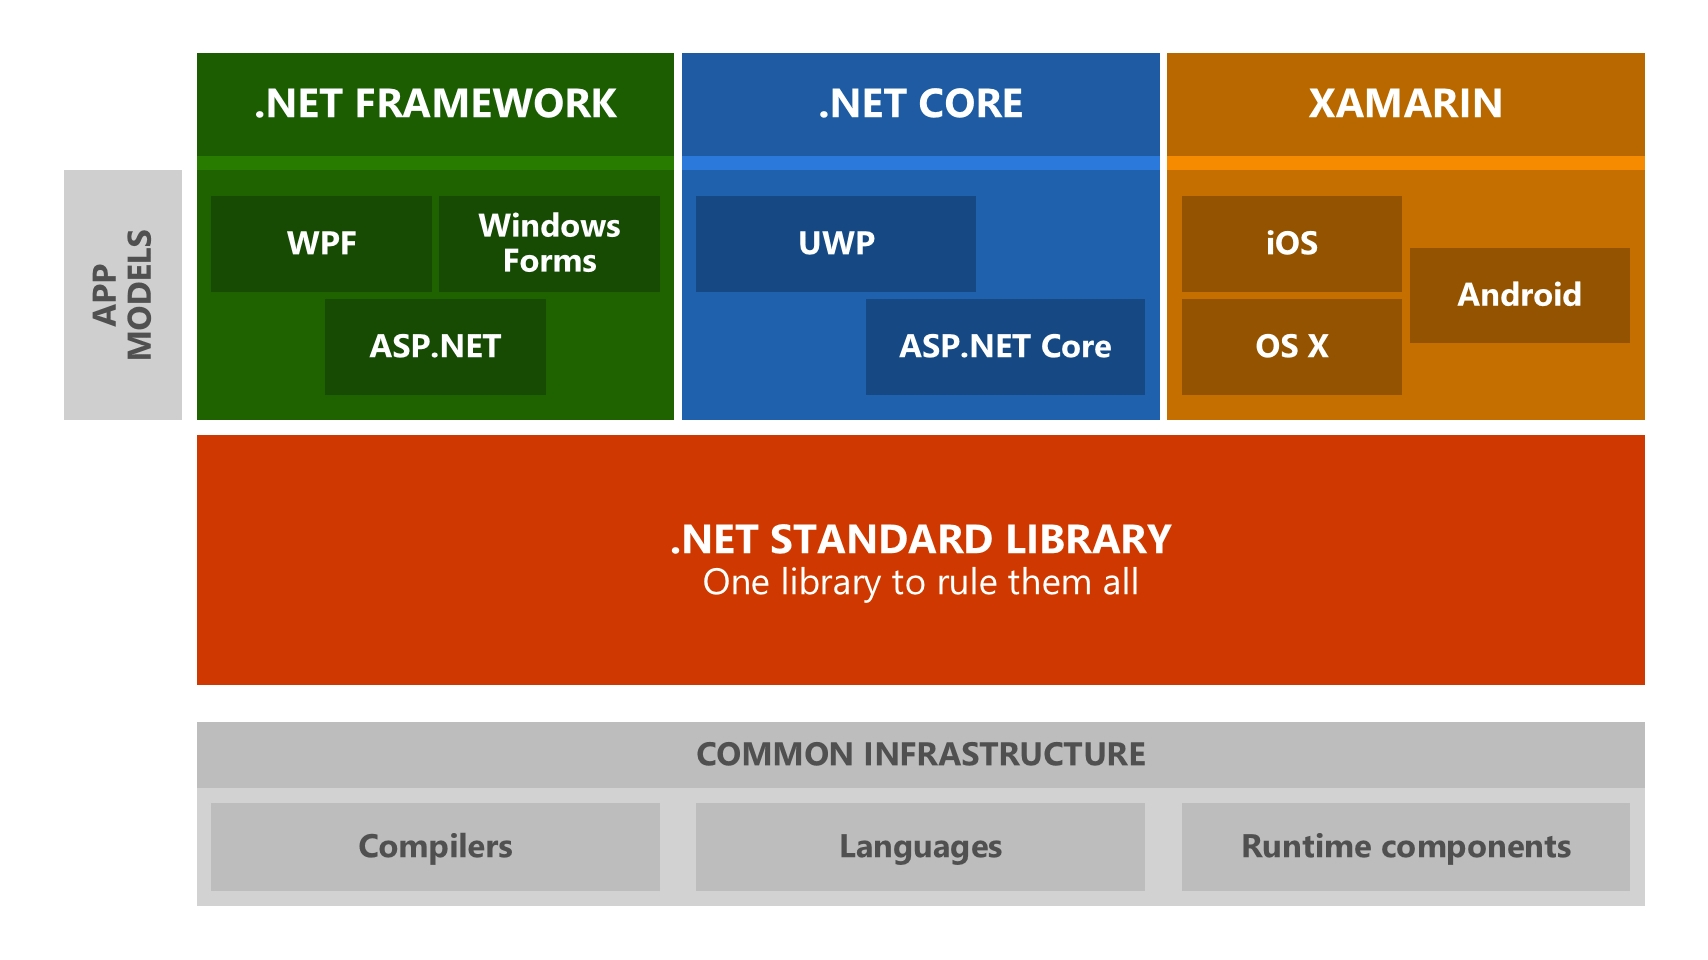 .NET FRAMEWORK
.NET CORE
XAMARIN
APP
MODELS
WPF
Windows
Forms
ASP.NET
UWP
ASP.NET Core
iOS
Android
OS X
.NET STANDARD LIBRARY
One library to rule them all
COMMON INFRASTRUCTURE
Compilers
Languages
Runtime components